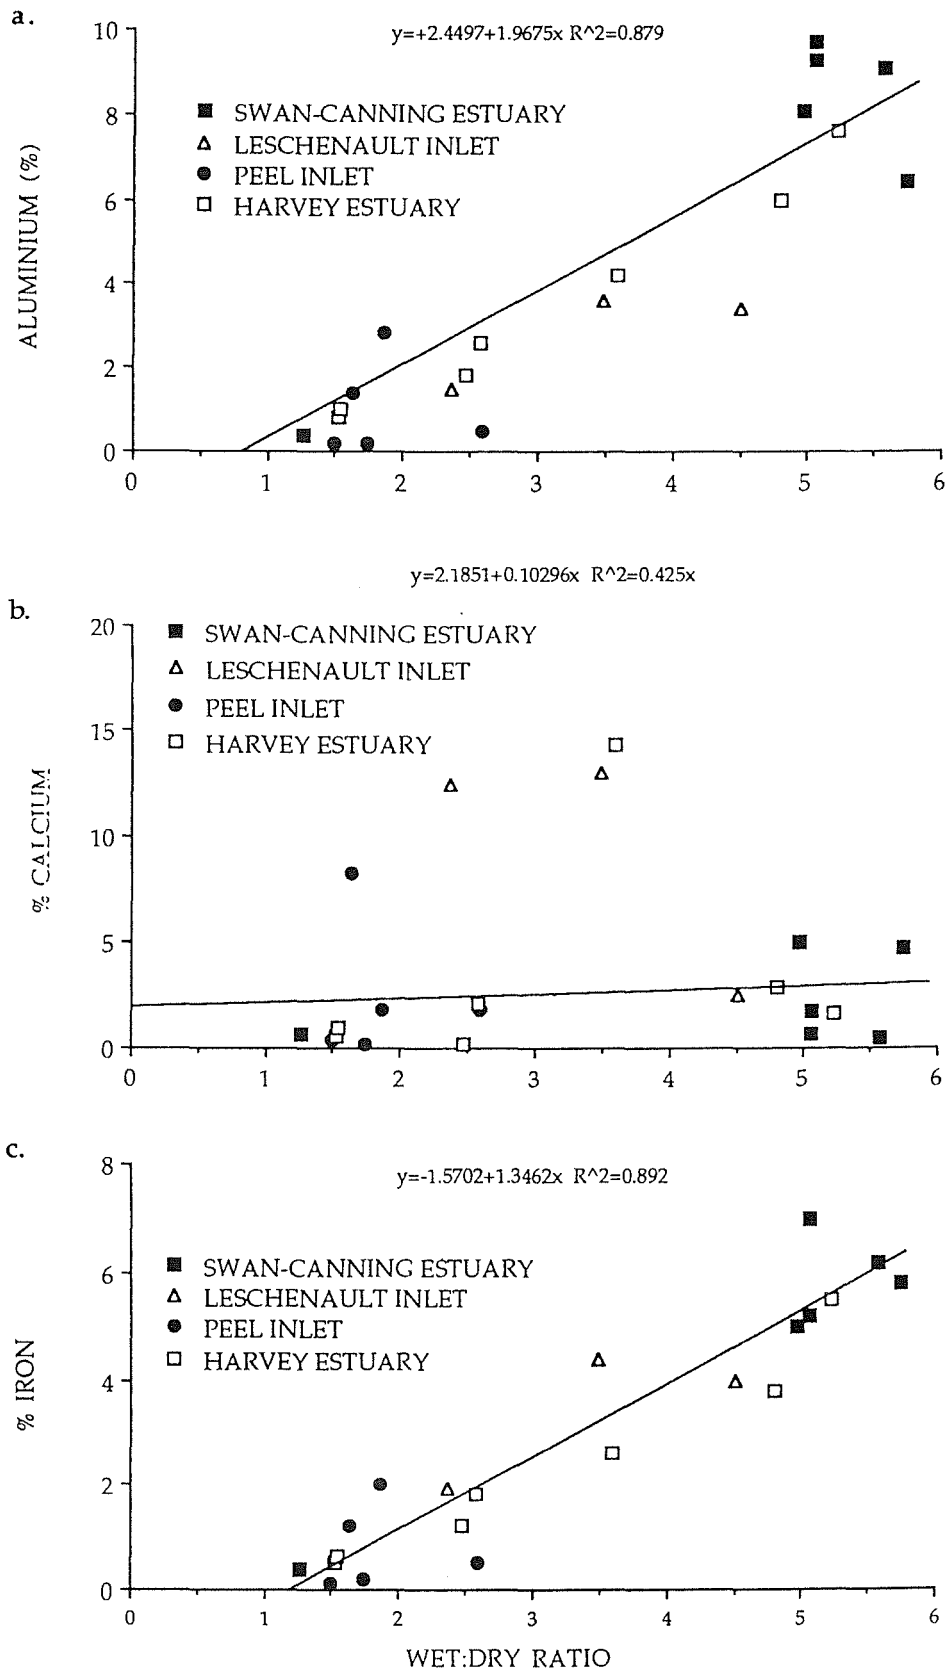 a.
y=+2.4497+1.9675x R^2=0.879
10
8
6
4
2
0
ALUMINIUM (%)
SWAN-CANNING ESTUARY
LESCHENAULT INLET
PEEL INLET
HARVEY ESTUARY
0 1 2 3 4 5 6
y=2.1851+0.10296x R^2=0.425x
b.
20
15
10
5
0
% CALCIUM
SWAN-CANNING ESTUARY
LESCHENAULT INLET
PEEL INLET
HARVEY ESTUARY
0 1 2 3 4 5 6
c.
y=-1.5702+1.3462x R^2=0.892
8
6
4
2
0
% IRON
SWAN-CANNING ESTUARY
LESCHENAULT INLET
PEEL INLET
HARVEY ESTUARY
0 1 2 3 4 5 6
WET:DRY RATIO